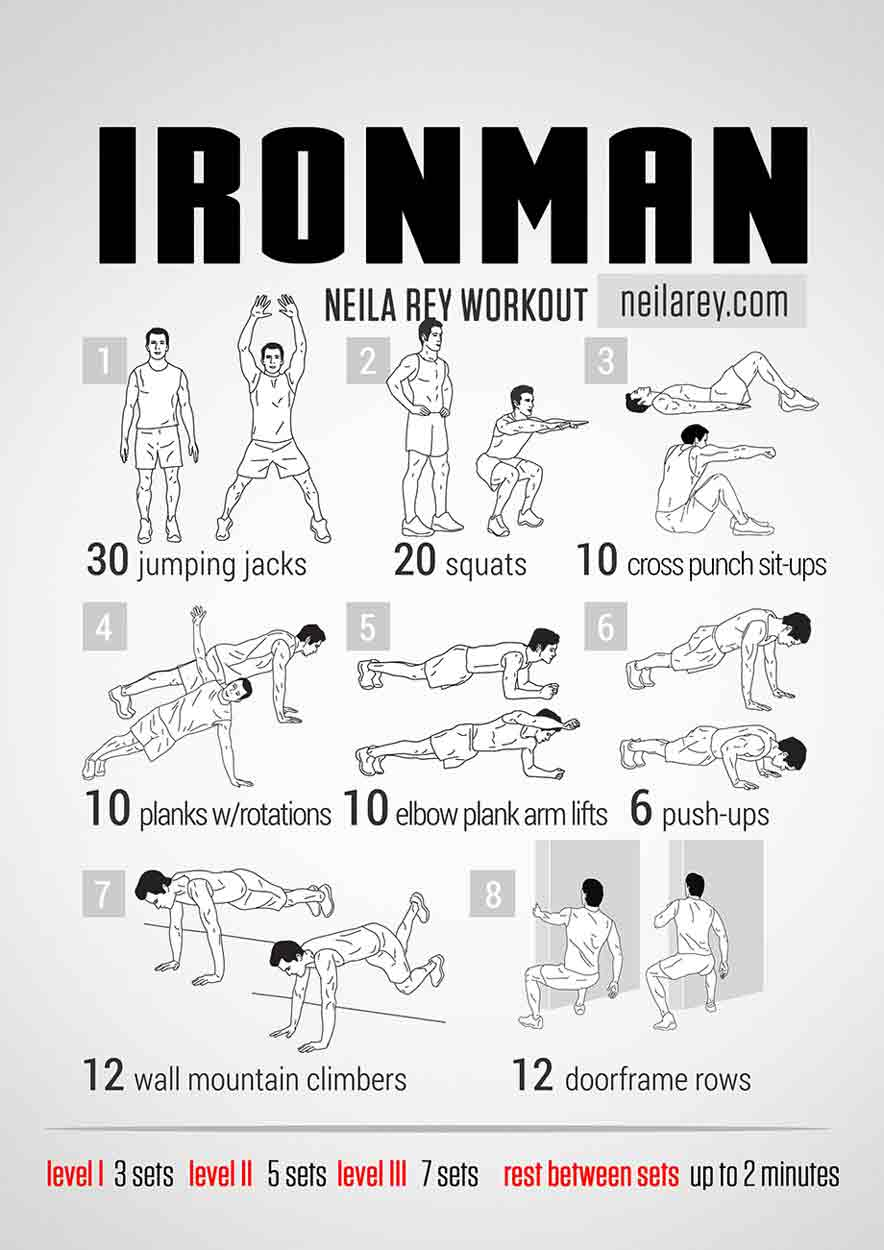 IRONMAN
NEILA REY WORKOUT neilarey.com
1
30 jumping jacks
2
20 squats
3
10 cross punch sit-ups
4
10 planks w/rotations
5
10 elbow plank arm lifts
6
6 push-ups
7
12 wall mountain climbers
8
12 doorframe rows
level I 3 sets level II 5 sets level III 7 sets rest between sets up to 2 minutes